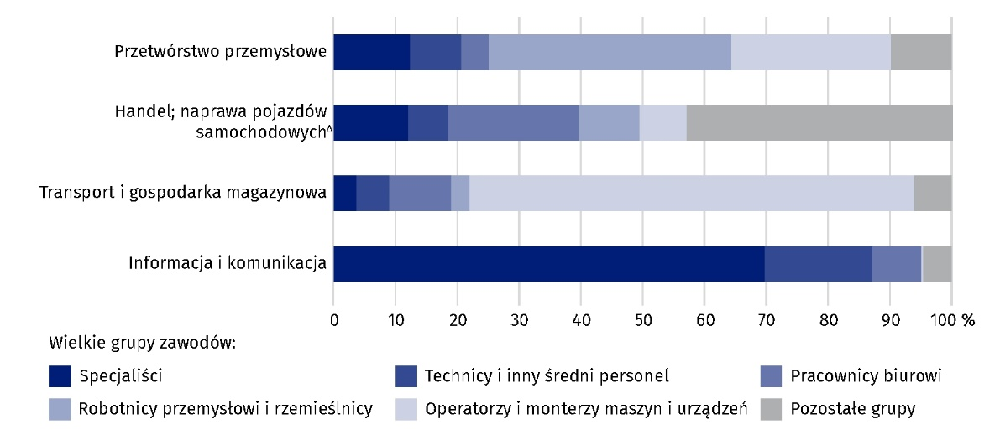 Przetwórstwo przemysłowe
Handel; naprawa pojazdów
samochodowychᐞ
Transport i gospodarka magazynowa
Informacja i komunikacja
0 10 20 30 40 50 60 70 80 90 100 %
Wielkie grupy zawodów:
Specjaliści Technicy i inny średni personel Pracownicy biurowi
Robotnicy przemysłowi i rzemieślnicy Operatorzy i monterzy maszyn i urządzeń Pozostałe grupy